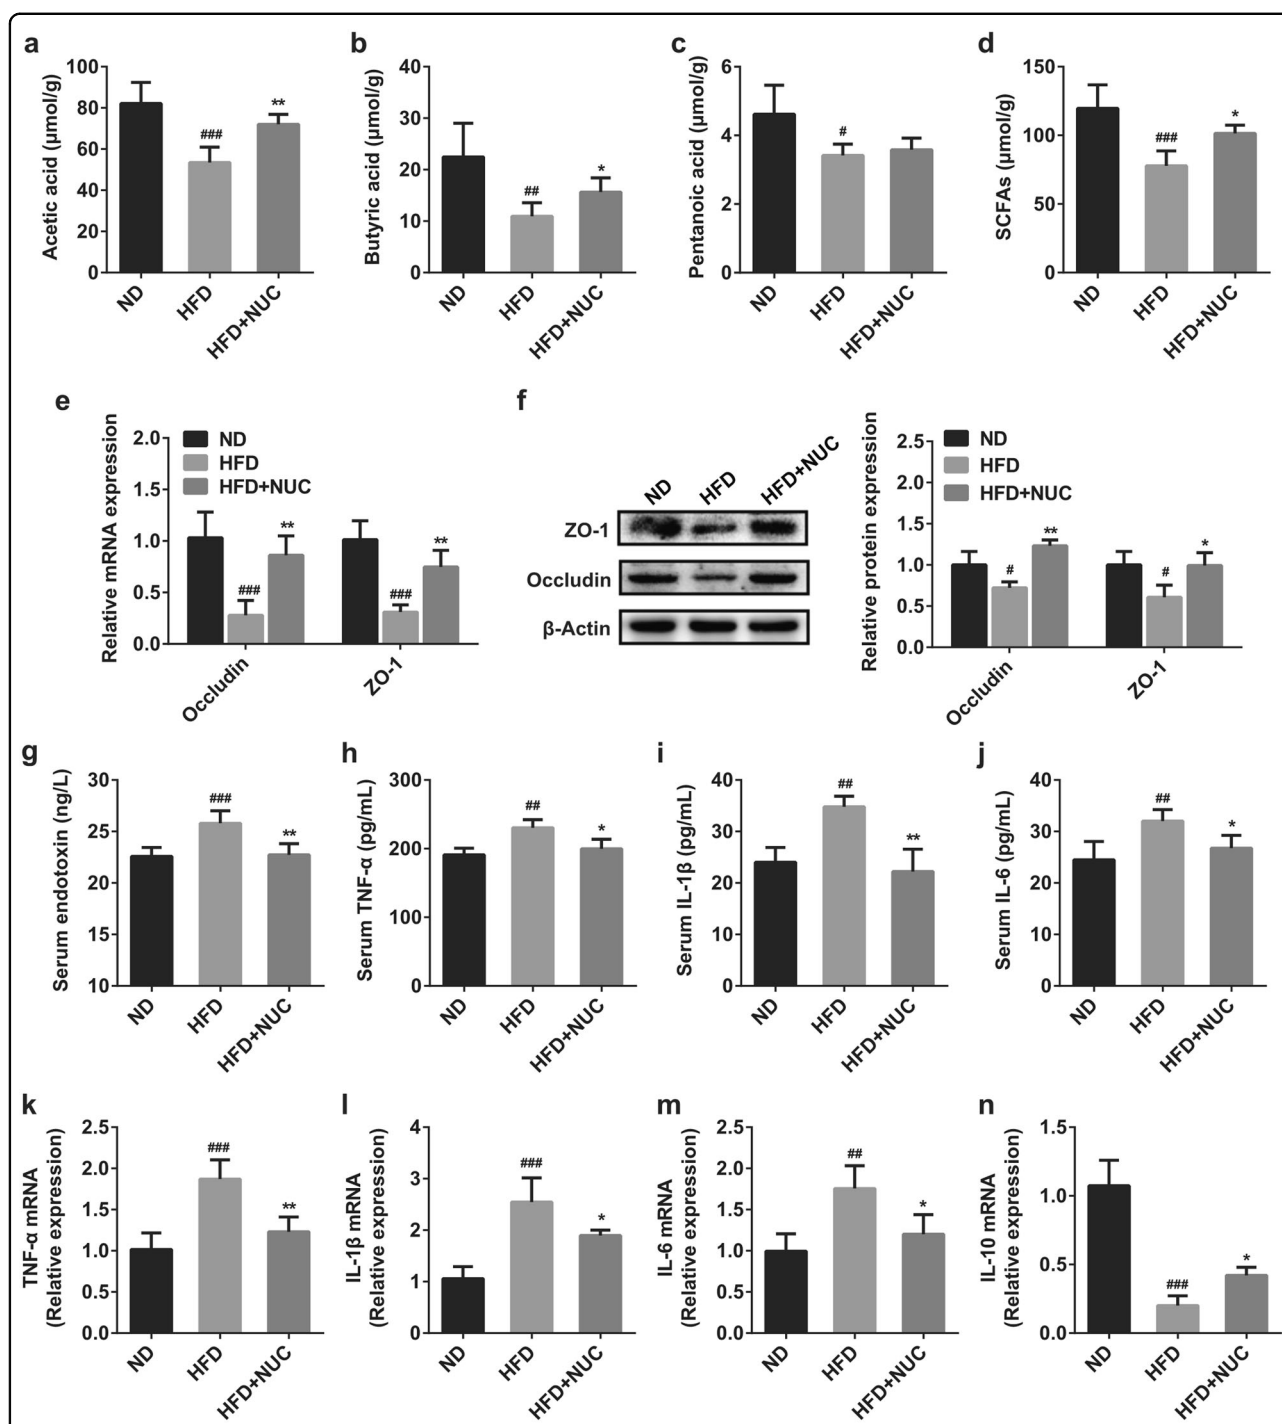 a
Acetic acid (μmol/g)
100
80
60
40
20
0
###
**
ND
HFD
HFD+NUC
b
Butyric acid (μmol/g)
40
30
20
10
0
##
*
ND
HFD
HFD+NUC
c
Pentanoic acid (μmol/g)
6
4
2
0
#
ND
HFD
HFD+NUC
d
SCFAs (μmol/g)
150
100
50
0
###
*
ND
HFD
HFD+NUC
e
Relative mRNA expression
2.0
1.5
1.0
0.5
0.0
ND
HFD
HFD+NUC
###
**
###
**
Occludin
ZO-1
f
ND
HFD
HFD+NUC
ZO-1
Occludin
β-Actin
Relative protein expression
2.5
2.0
1.5
1.0
0.5
0.0
ND
HFD
HFD+NUC
#
**
#
*
Occludin
ZO-1
g
Serum endotoxin (ng/L)
30
25
22
15
10
###
**
ND
HFD
HFD+NUC
h
Serum TNF-α (pg/mL)
300
200
100
0
##
*
ND
HFD
HFD+NUC
i
Serum IL-1β (pg/mL)
40
30
20
10
0
##
**
ND
HFD
HFD+NUC
j
Serum IL-6 (pg/mL)
40
30
20
10
0
##
*
ND
HFD
HFD+NUC
k
TNF-α mRNA
(Relative expression)
2.5
2.0
1.5
1.0
0.5
0.0
###
**
ND
HFD
HFD+NUC
l
IL-1β mRNA
(Relative expression)
4
3
2
1
0
###
*
ND
HFD
HFD+NUC
m
IL-6 mRNA
(Relative expression)
2.5
2.0
1.5
1.0
0.5
0.0
##
*
ND
HFD
HFD+NUC
n
IL-10 mRNA
(Relative expression)
1.5
1.0
0.5
0.0
###
*
ND
HFD
HFD+NUC